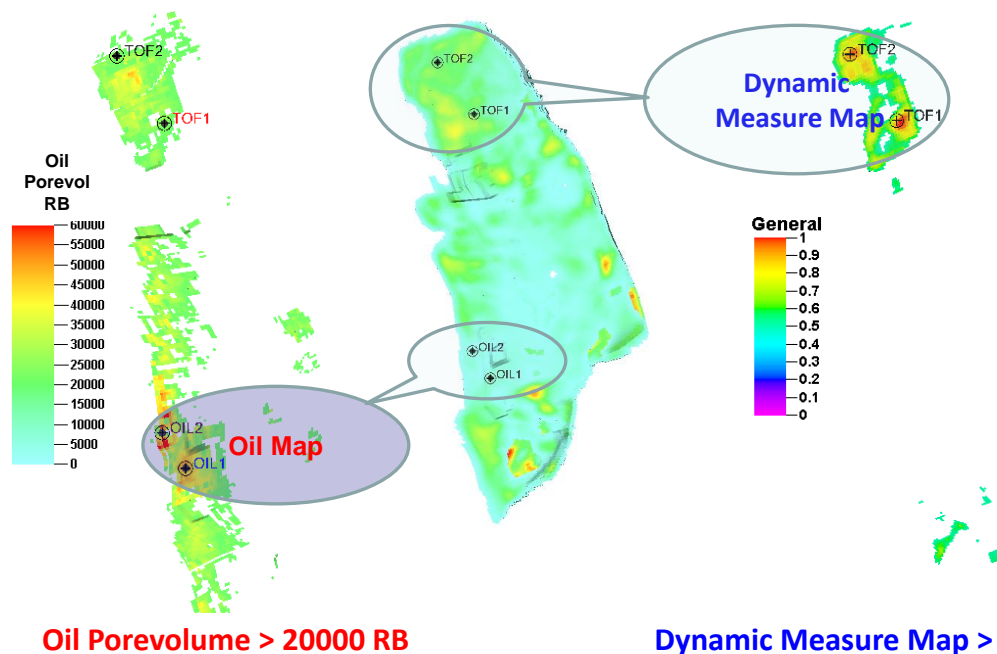 TOF2
TOF1
Oil
Porevol
RB
60000
55000
50000
45000
40000
35000
30000
25000
20000
15000
10000
5000
0
OIL2
OIL1
Oil Map
TOF2
TOF1
OIL2
OIL1
Dynamic
Measure Map
TOF2
TOF1
General
1
0.9
0.8
0.7
0.6
0.5
0.4
0.3
0.2
0.1
0
Oil Porevolume > 20000 RB
Dynamic Measure Map >